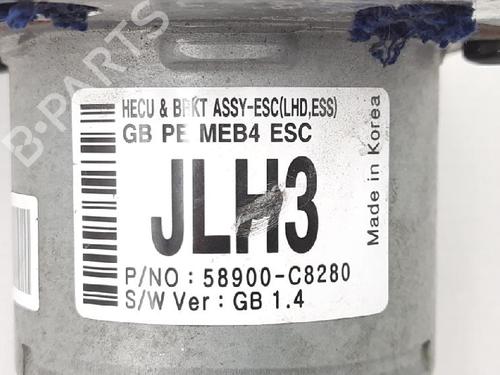 HECU & BRKT ASSY-ESC(LHD,ESS)
GB PE MEB4 ESC
JLH3
P/NO : 58900-C8280
S/W Ver : GB 1.4
Made in Korea
B-PARTS